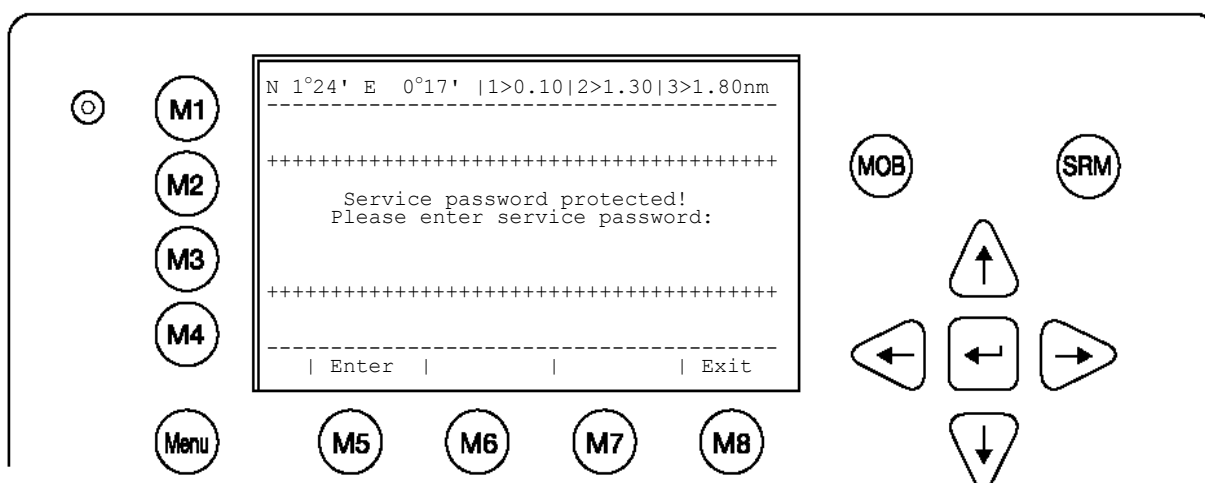 N 1°24' E 0°17' |1>0.10|2>1.30|3>1.80nm
----------------------------------------
++++++++++++++++++++++++++++++++++++++++
Service password protected!
Please enter service password:
++++++++++++++++++++++++++++++++++++++++
----------------------------------------
| Enter | | | Exit
M1
M2
M3
M4
Menu
M5
M6
M7
M8
MOB
SRM